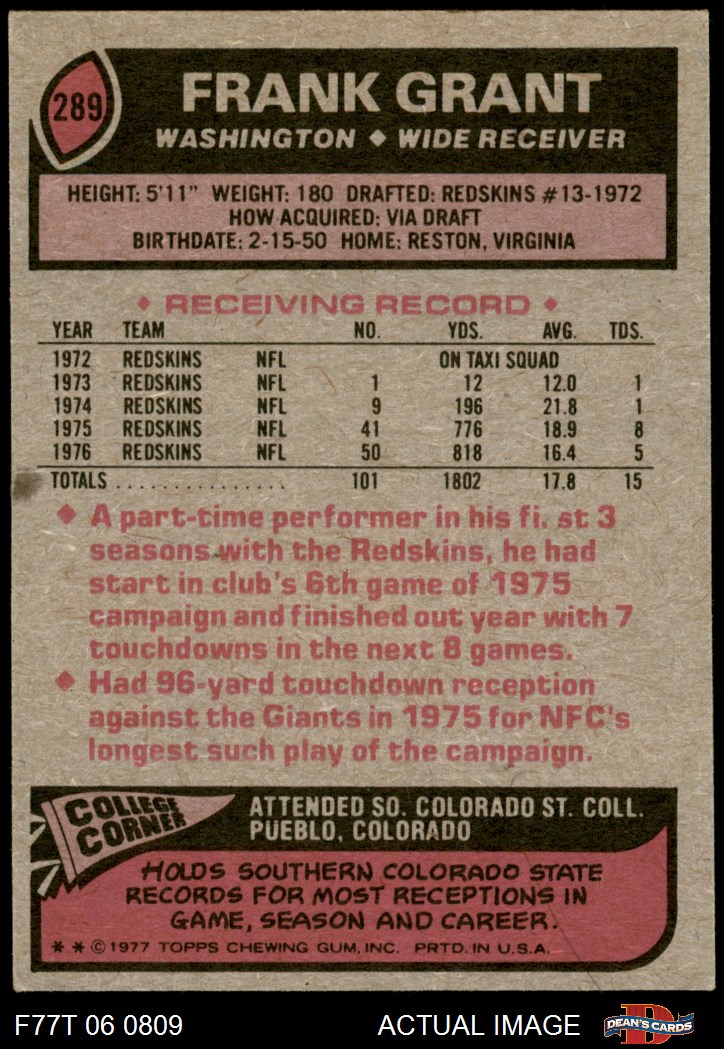 289
FRANK GRANT
WASHINGTON ◆ WIDE RECEIVER
HEIGHT: 5'11" WEIGHT: 180 DRAFTED: REDSKINS #13-1972
HOW ACQUIRED: VIA DRAFT
BIRTHDATE: 2-15-50 HOME: RESTON, VIRGINIA
◆ RECEIVING RECORD ◆
YEAR TEAM NO. YDS. AVG. TDS.
1972 REDSKINS NFL ON TAXI SQUAD
1973 REDSKINS NFL 1 12 12.0 1
1974 REDSKINS NFL 9 196 21.8 1
1975 REDSKINS NFL 41 776 18.9 8
1976 REDSKINS NFL 50 818 16.4 5
TOTALS ............... 101 1802 17.8 15
◆ A part-time performer in his fi. st 3
seasons with the Redskins, he had
start in club's 6th game of 1975
campaign and finished out year with 7
touchdowns in the next 8 games.
◆ Had 96-yard touchdown reception
against the Giants in 1975 for NFC's
longest such play of the campaign.
COLLEGE
CORNER
ATTENDED SO. COLORADO ST. COLL.
PUEBLO, COLORADO
HOLDS SOUTHERN COLORADO STATE
RECORDS FOR MOST RECEPTIONS IN
GAME, SEASON AND CAREER.
* * © 1977 TOPPS CHEWING GUM, INC. PRTD. IN U.S.A.
F77T 06 0809 ACTUAL IMAGE
D
DEAN'S CARDS